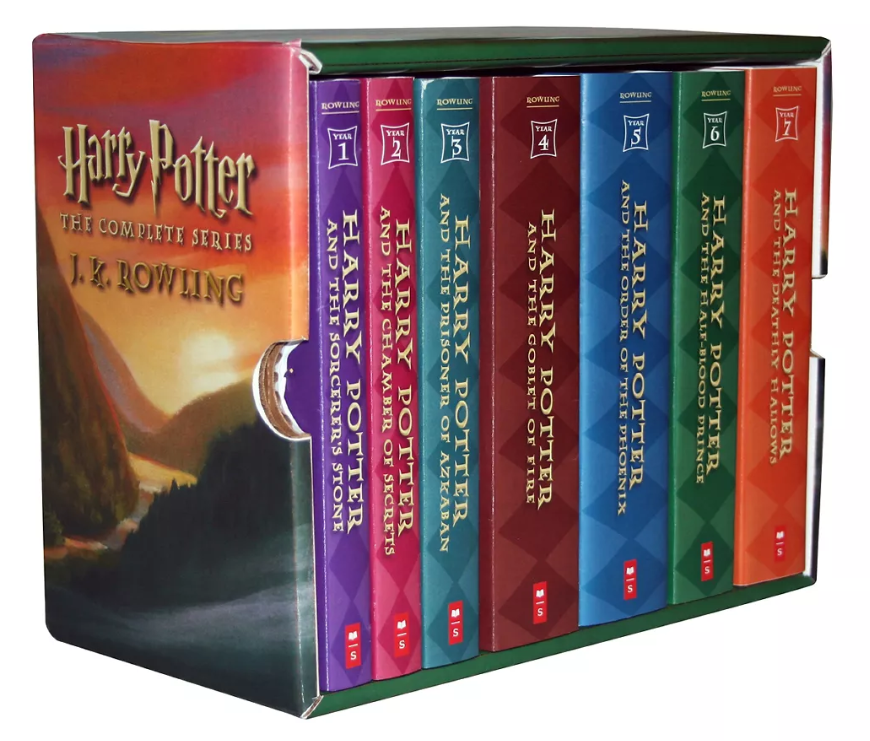 Harry Potter
THE COMPLETE SERIES
J. K. ROWLING
ROWLING
YEAR
1
HARRY POTTER
AND THE SORCERER'S STONE
S
ROWLING
YEAR
2
HARRY POTTER
AND THE CHAMBER OF SECRETS
S
ROWLING
YEAR
3
HARRY POTTER
AND THE PRISONER OF AZKABAN
S
ROWLING
YEAR
4
HARRY POTTER
AND THE GOBLET OF FIRE
S
ROWLING
YEAR
5
HARRY POTTER
AND THE ORDER OF THE PHOENIX
S
ROWLING
YEAR
6
HARRY POTTER
AND THE HALF-BLOOD PRINCE
S
ROWLING
YEAR
7
HARRY POTTER
AND THE DEATHLY HALLOWS
S